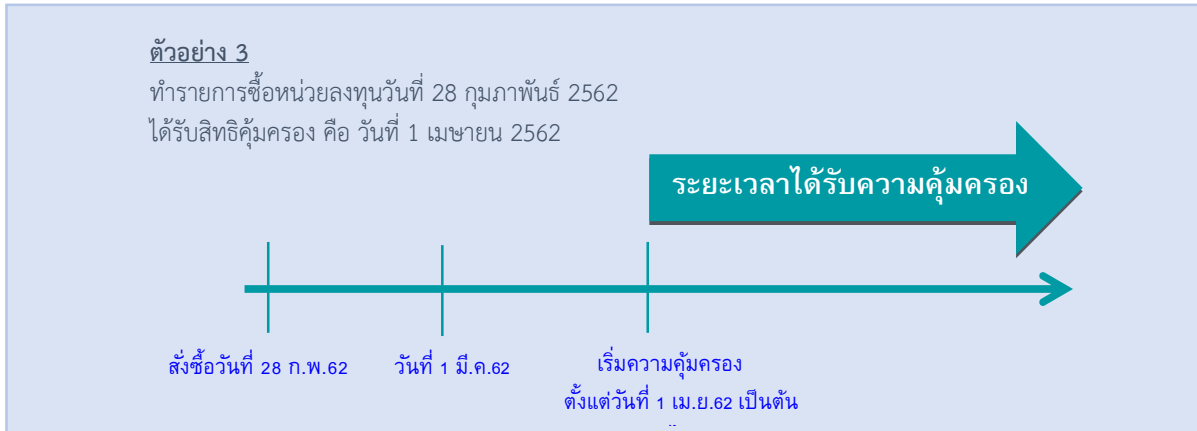 ตัวอย่าง 3
ทำรายการซื้อหน่วยลงทุนวันที่ 28 กุมภาพันธ์ 2562
ได้รับสิทธิคุ้มครอง คือ วันที่ 1 เมษายน 2562
ระยะเวลาได้รับความคุ้มครอง
สั่งซื้อวันที่ 28 ก.พ.62
วันที่ 1 มี.ค.62
เริ่มความคุ้มครอง
ตั้งแต่วันที่ 1 เม.ย.62 เป็นต้น